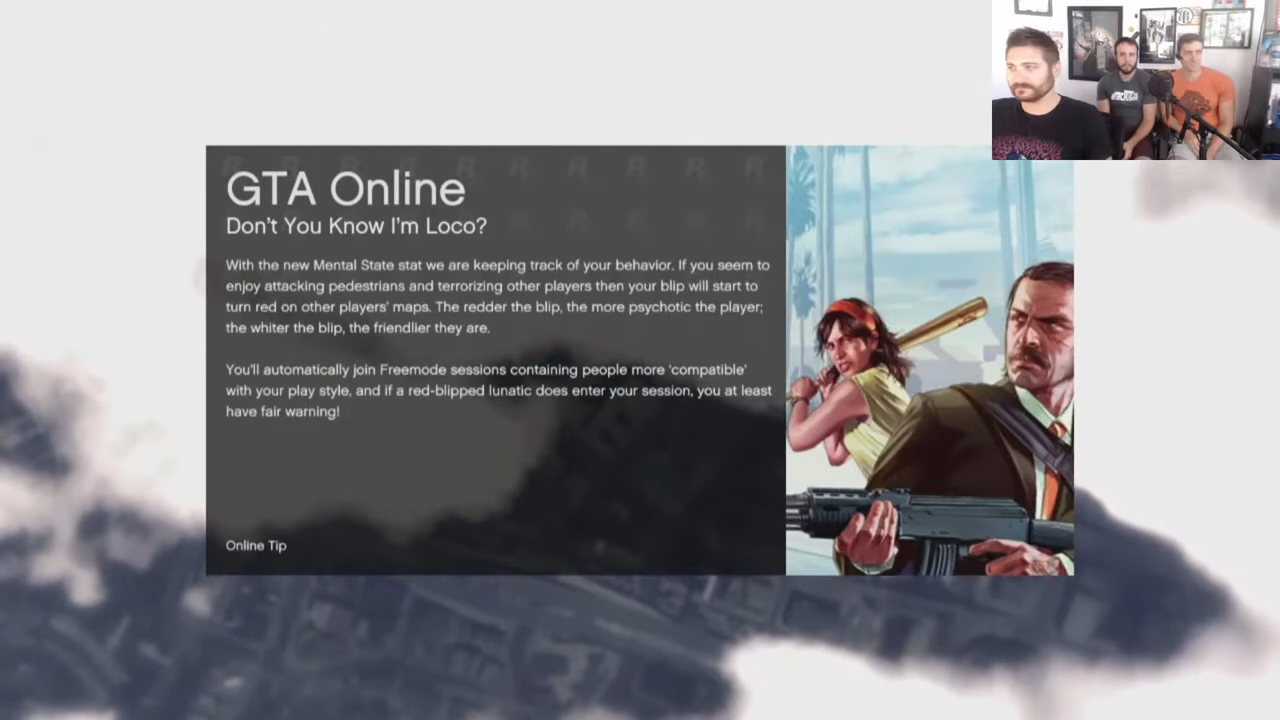 GTA Online
Don't You Know I'm Loco?
With the new Mental State stat we are keeping track of your behavior. If you seem to
enjoy attacking pedestrians and terrorizing other players then your blip will start to
turn red on other players' maps. The redder the blip, the more psychotic the player;
the whiter the blip, the friendlier they are.
You'll automatically join Freemode sessions containing people more 'compatible'
with your play style, and if a red-blipped lunatic does enter your session, you at least
have fair warning!
Online Tip